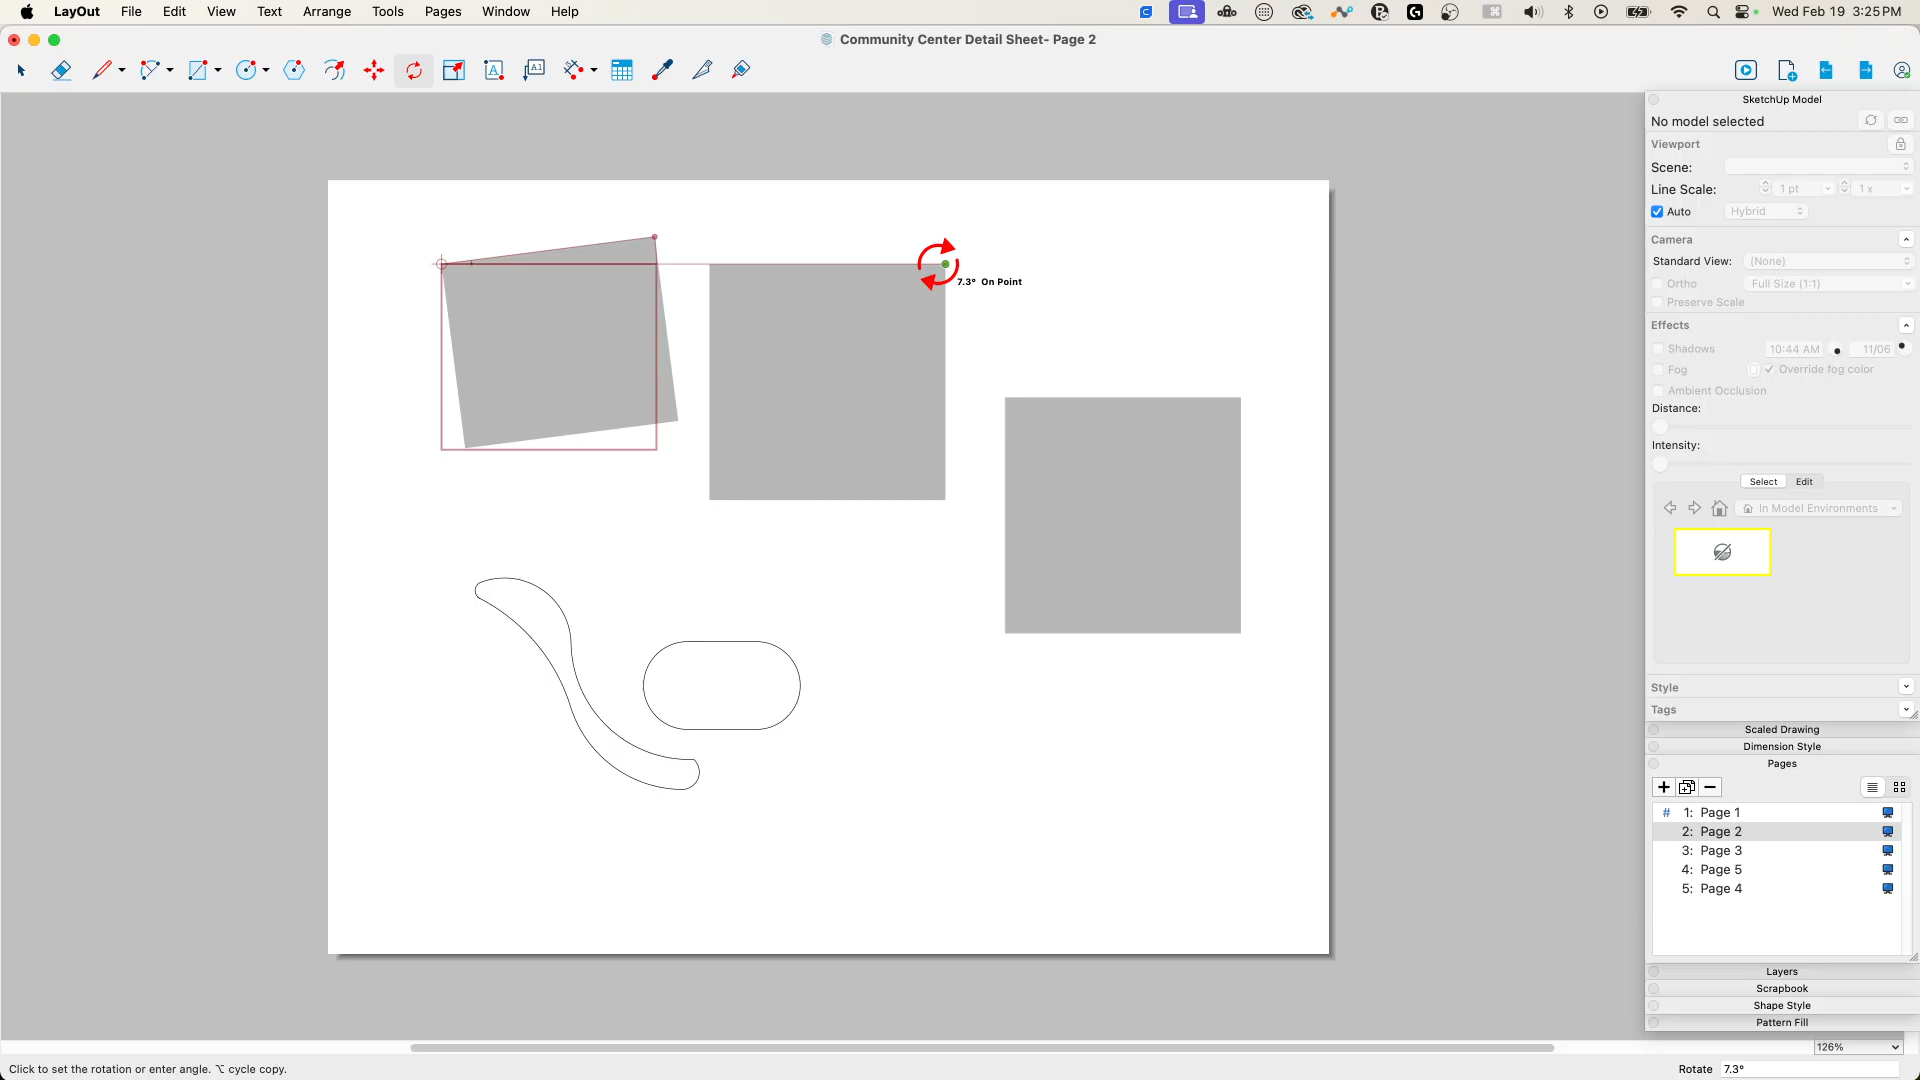 LayOut File Edit View Text Arrange Tools Pages Window Help
Wed Feb 19 3:25 PM
Community Center Detail Sheet- Page 2
A
A1
SketchUp Model
No model selected
Viewport
Scene:
Line Scale: 1 pt 1 x
Auto Hybrid
Camera
Standard View: (None)
Ortho Full Size (1:1)
Preserve Scale
Effects
Shadows 10:44 AM 11/06
Fog Override fog color
Ambient Occlusion
Distance:
Intensity:
Select Edit
In Model Environments
Style
Tags
Scaled Drawing
Dimension Style
Pages
# 1: Page 1
2: Page 2
3: Page 3
4: Page 5
5: Page 4
Layers
Scrapbook
Shape Style
Pattern Fill
7.3° On Point
126%
Click to set the rotation or enter angle. ⌥ cycle copy.
Rotate 7.3°